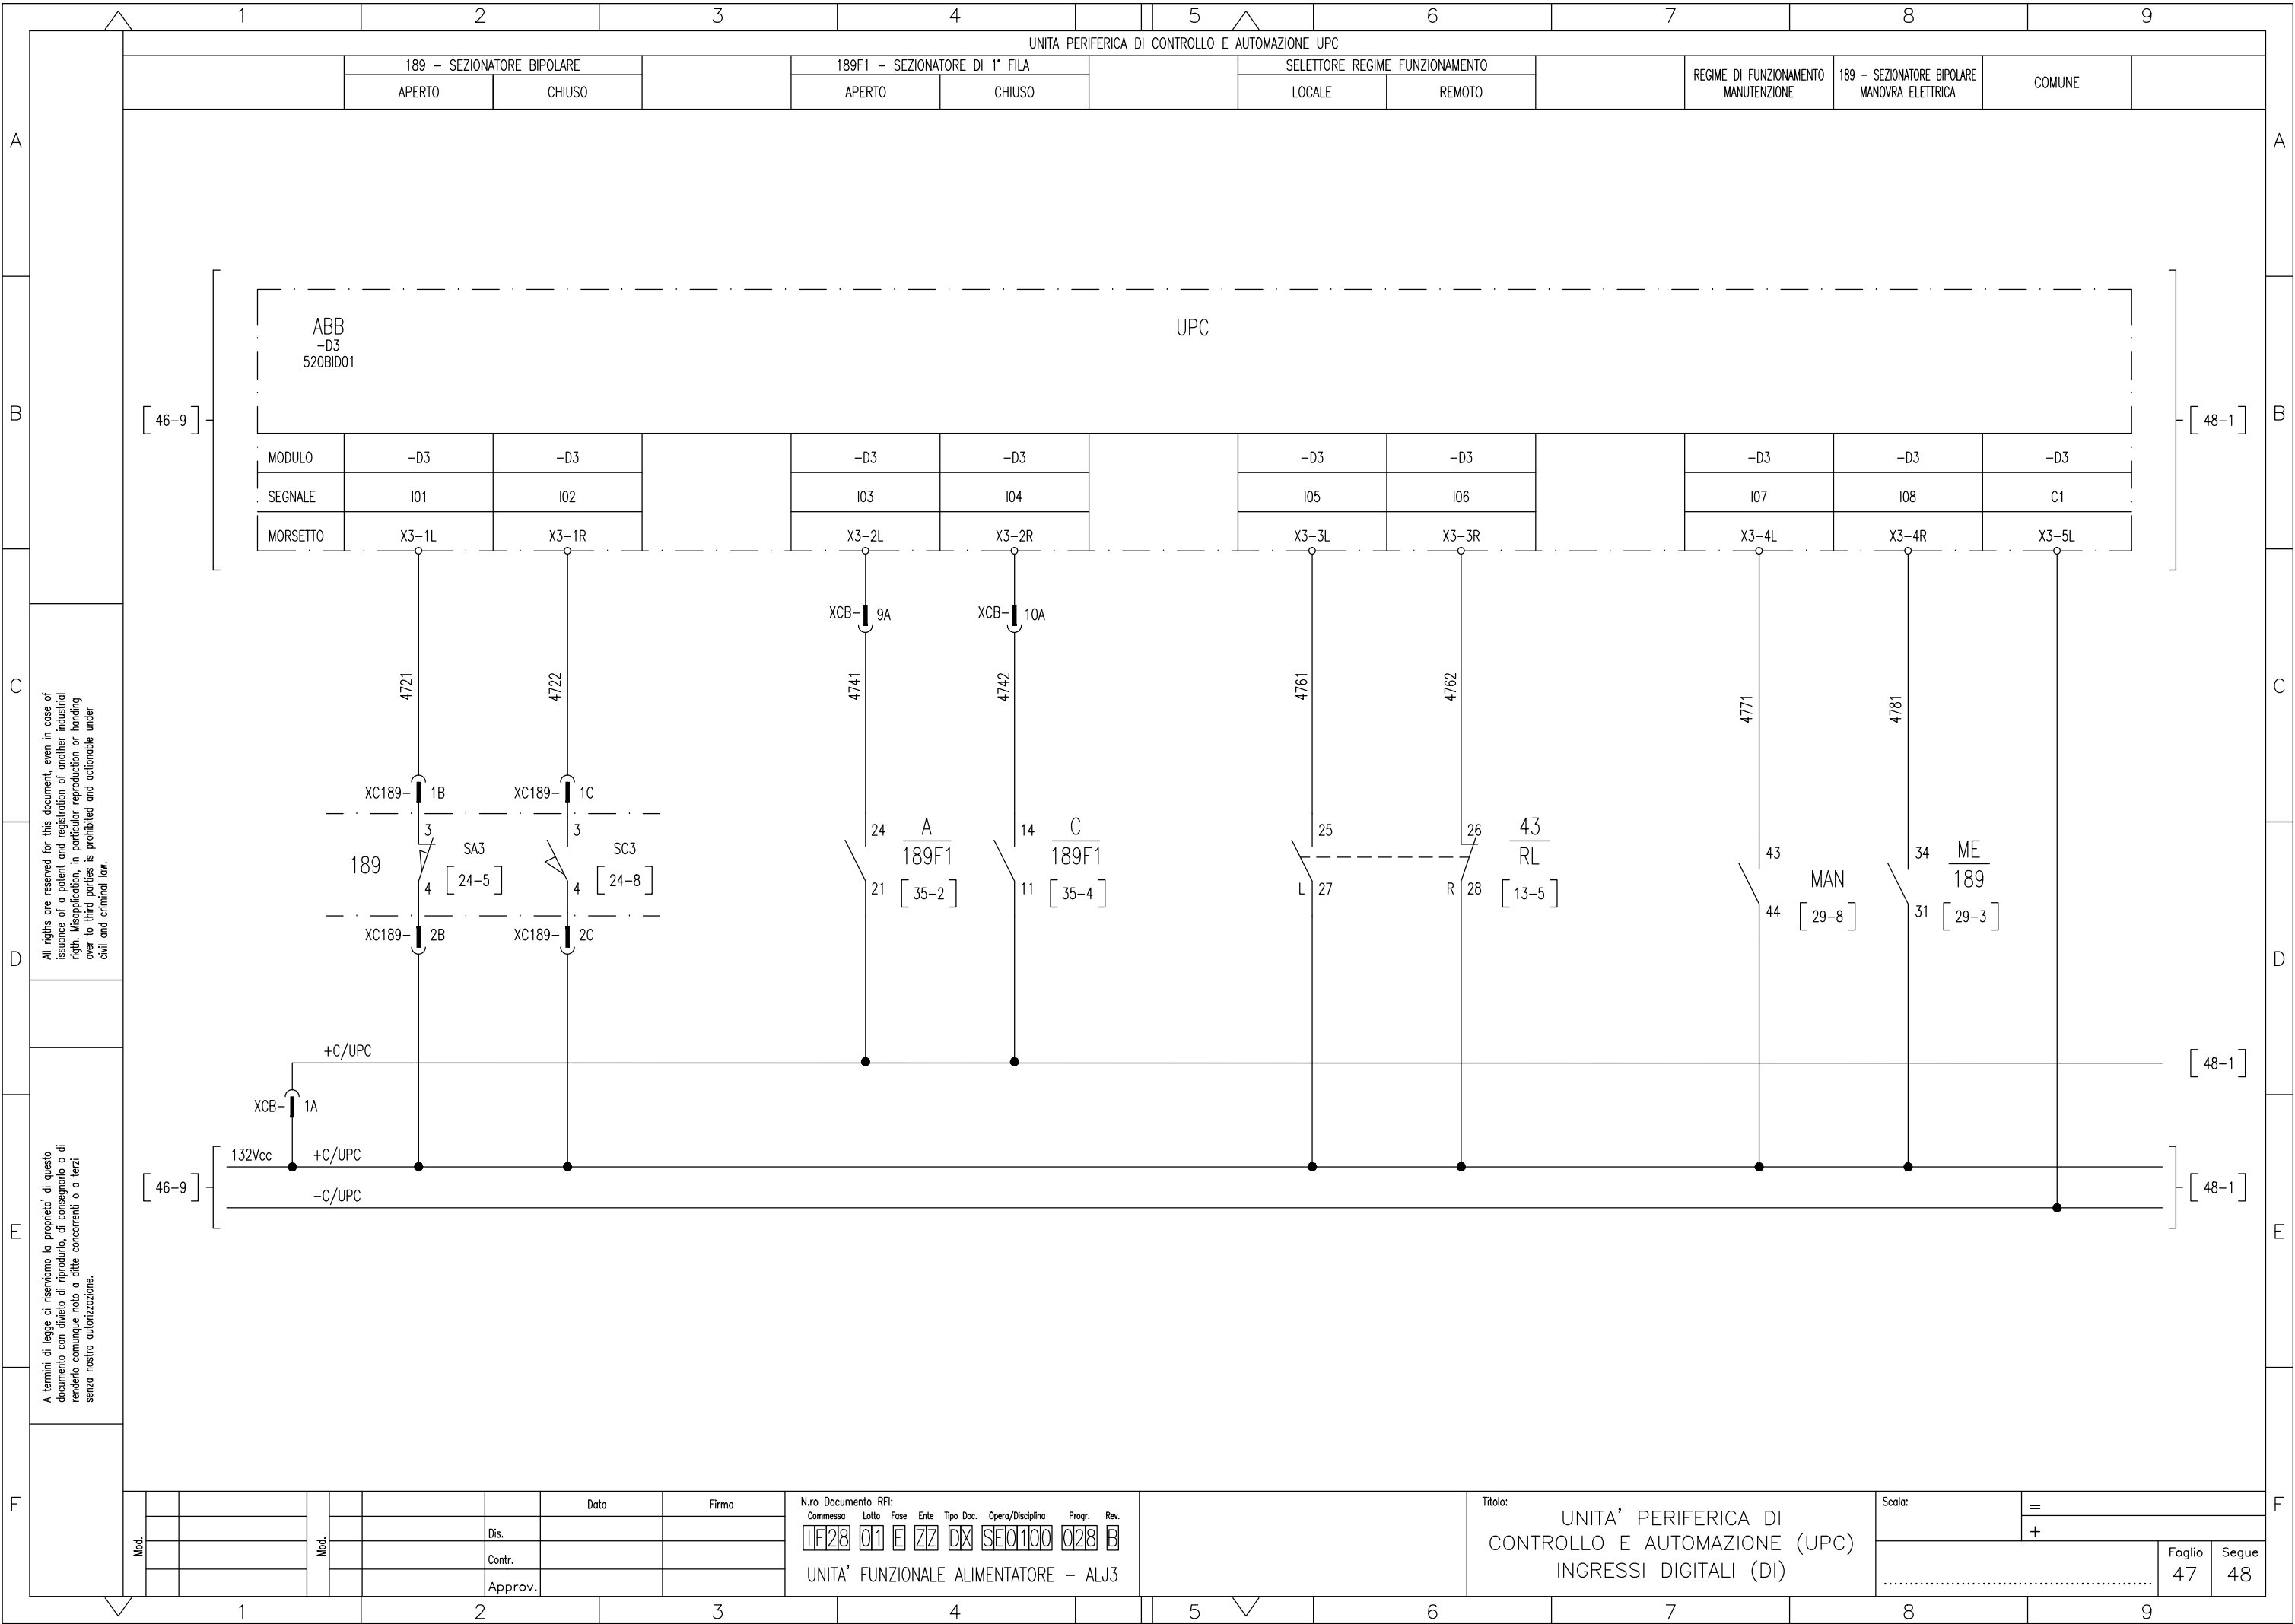 1 2 3 4 5 6 7 8 9
UNITA PERIFERICA DI CONTROLLO E AUTOMAZIONE UPC
189 - SEZIONATORE BIPOLARE
APERTO
CHIUSO
189F1 - SEZIONATORE DI 1° FILA
APERTO
CHIUSO
SELETTORE REGIME FUNZIONAMENTO
LOCALE
REMOTO
REGIME DI FUNZIONAMENTO
MANUTENZIONE
189 - SEZIONATORE BIPOLARE
MANOVRA ELETTRICA
COMUNE
A A
ABB
-D3
520BID01
UPC
B [ 46-9 ] [ 48-1 ] B
MODULO -D3 -D3 -D3 -D3 -D3 -D3 -D3 -D3 -D3
SEGNALE I01 I02 I03 I04 I05 I06 I07 I08 C1
MORSETTO X3-1L X3-1R X3-2L X3-2R X3-3L X3-3R X3-4L X3-4R X3-5L
XCB- 9A XCB- 10A
C C
4721 4722 4741 4742 4761 4762 4771 4781
XC189- 1B XC189- 1C
189
3 SA3
4 [ 24-5 ]
3 SC3
4 [ 24-8 ]
24 A
189F1
21 [ 35-2 ]
14 C
189F1
11 [ 35-4 ]
25
L 27
26 43
RL
R 28 [ 13-5 ]
43
MAN
44 [ 29-8 ]
34 ME
189
31 [ 29-3 ]
XC189- 2B XC189- 2C
D D
+C/UPC [ 48-1 ]
XCB- 1A
132Vcc +C/UPC
[ 46-9 ] [ 48-1 ]
-C/UPC
E E
All rigths are reserved for this document, even in case of
issuance of a patent and registration of another industrial
rigth. Misapplication, in particular reproduction or handing
over to third parties is prohibited and actionable under
civil and criminal law.
A termini di legge ci riserviamo la proprieta' di questo
documento con divieto di riprodurlo, di consegnarlo o di
renderlo comunque noto a ditte concorrenti o a terzi
senza nostra autorizzazione.
F F
Mod.
Mod.
Data Firma
Dis.
Contr.
Approv.
N.ro Documento RFI:
Commessa Lotto Fase Ente Tipo Doc. Opera/Disciplina Progr. Rev.
IF28 01 E ZZ DX SE0100 028 B
UNITA' FUNZIONALE ALIMENTATORE - ALJ3
Titolo:
UNITA' PERIFERICA DI
CONTROLLO E AUTOMAZIONE (UPC)
INGRESSI DIGITALI (DI)
Scala:
=
+
Foglio
47
Segue
48
1 2 3 4 5 6 7 8 9